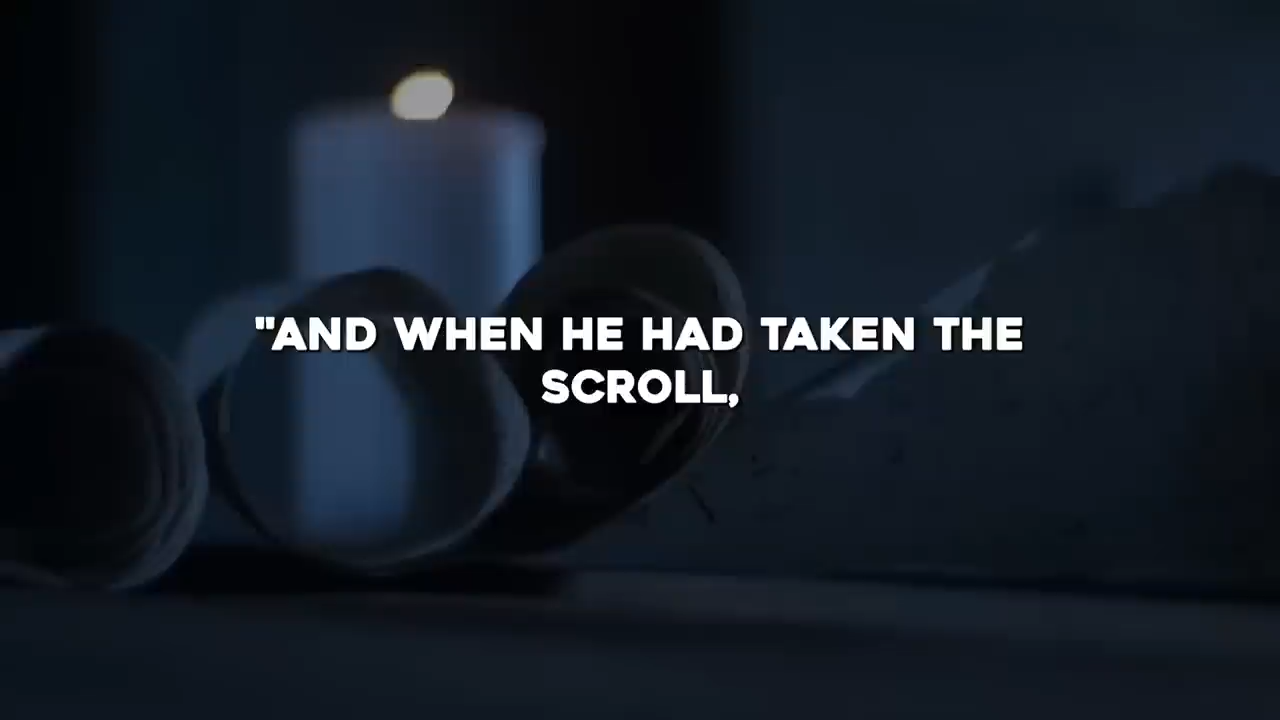 "AND WHEN HE HAD TAKEN THE
SCROLL,